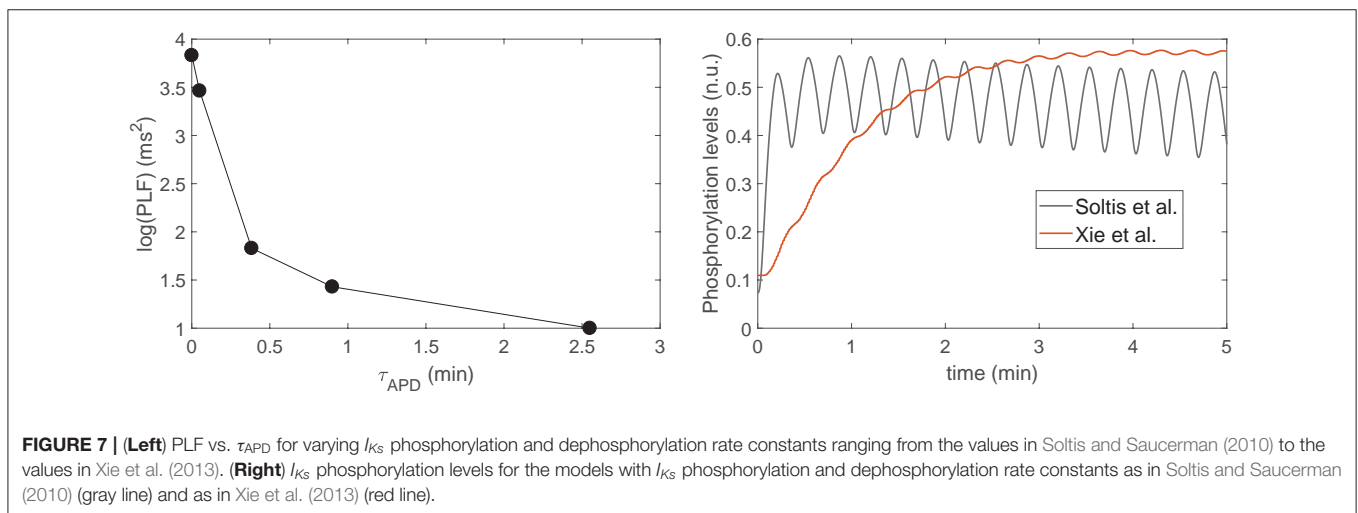 4
3.5
3
2.5
2
1.5
1
log(PLF) (ms²)
0 0.5 1 1.5 2 2.5 3
τAPD (min)
0.6
0.5
0.4
0.3
0.2
0.1
0
Phosphorylation levels (n.u.)
Soltis et al.
Xie et al.
0 1 2 3 4 5
time (min)
FIGURE 7 | (Left) PLF vs. τAPD for varying IKs phosphorylation and dephosphorylation rate constants ranging from the values in Soltis and Saucerman (2010) to the
values in Xie et al. (2013). (Right) IKs phosphorylation levels for the models with IKs phosphorylation and dephosphorylation rate constants as in Soltis and Saucerman
(2010) (gray line) and as in Xie et al. (2013) (red line).